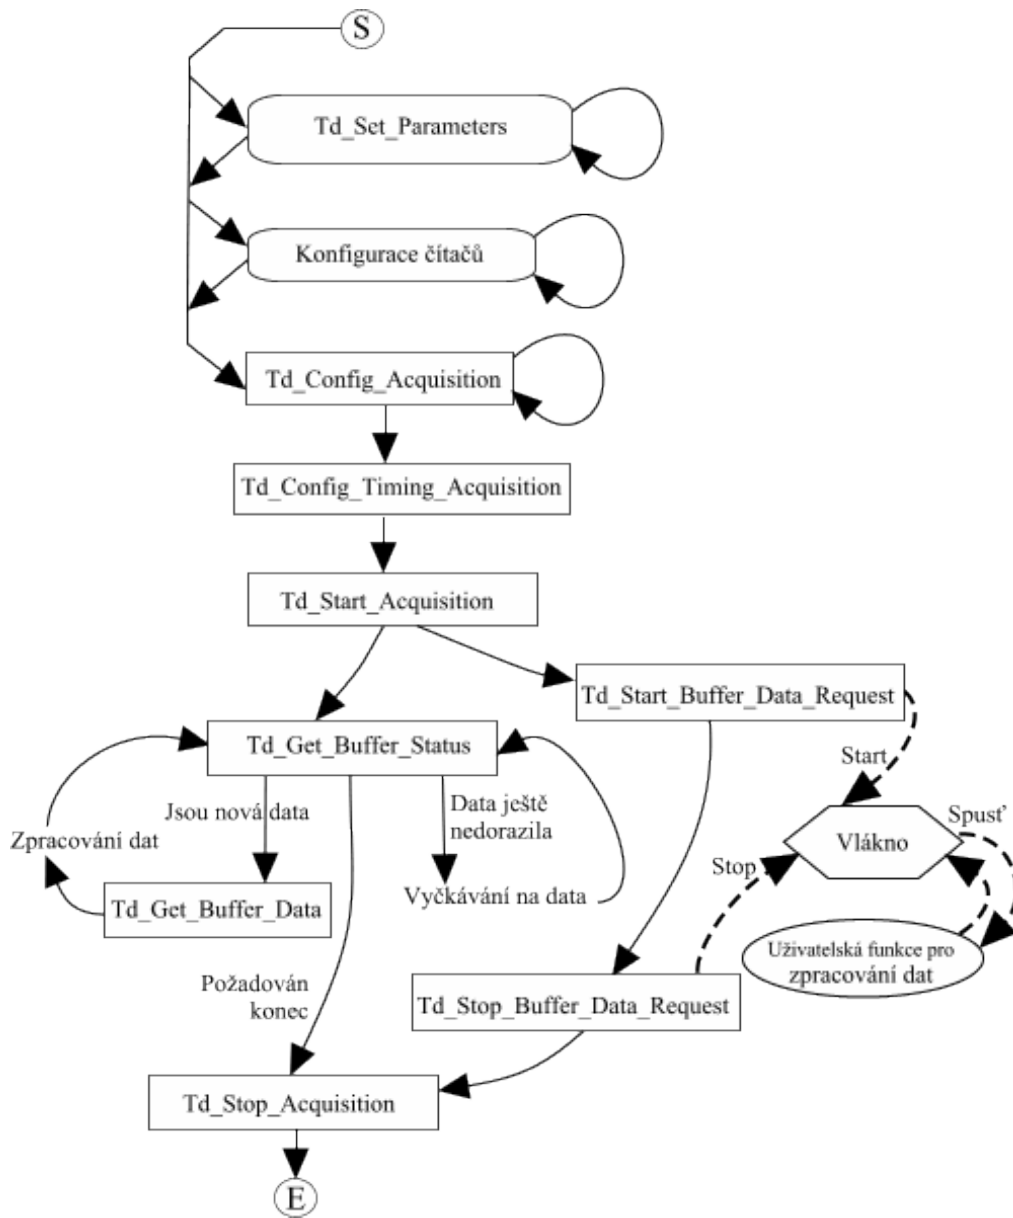 S
Td_Set_Parameters
Konfigurace čítačů
Td_Config_Acquisition
Td_Config_Timing_Acquisition
Td_Start_Acquisition
Td_Start_Buffer_Data_Request
Td_Get_Buffer_Status
Start
Jsou nová data
Data ještě
nedorazila
Zpracování dat
Vlákno
Spusť
Stop
Vyčkávání na data
Td_Get_Buffer_Data
Uživatelská funkce pro
zpracování dat
Požadován
konec
Td_Stop_Buffer_Data_Request
Td_Stop_Acquisition
E